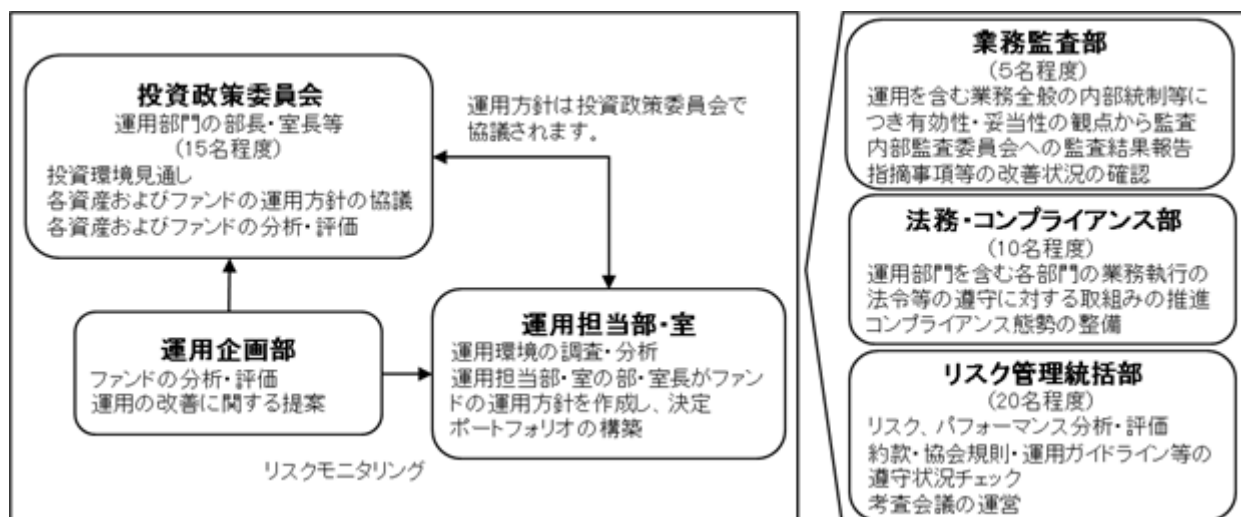 投資政策委員会
運用部門の部長・室長等
(15名程度)
投資環境見通し
各資産およびファンドの運用方針の協議
各資産およびファンドの分析・評価
運用方針は投資政策委員会で
協議されます。
運用企画部
ファンドの分析・評価
運用の改善に関する提案
運用担当部・室
運用環境の調査・分析
運用担当部・室の部・室長がファン
ドの運用方針を作成し、決定
ポートフォリオの構築
リスクモニタリング
業務監査部
(5名程度)
運用を含む業務全般の内部統制等に
つき有効性・妥当性の観点から監査
内部監査委員会への監査結果報告
指摘事項等の改善状況の確認
法務・コンプライアンス部
(10名程度)
運用部門を含む各部門の業務執行の
法令等の遵守に対する取組みの推進
コンプライアンス態勢の整備
リスク管理統括部
(20名程度)
リスク、パフォーマンス分析・評価
約款・協会規則・運用ガイドライン等の
遵守状況チェック
考査会議の運営